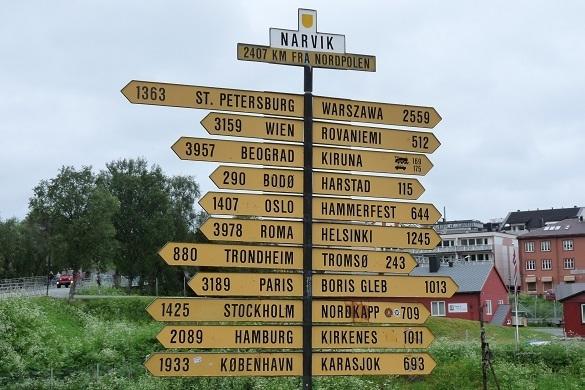 NARVIK
2407 KM FRA NORDPOLEN
1363 ST. PETERSBURG
WARSZAWA 2559
3159 WIEN
ROVANIEMI 512
3957 BEOGRAD
KIRUNA 169
175
290 BODØ
HARSTAD 115
1407 OSLO
HAMMERFEST 644
3978 ROMA
HELSINKI 1245
880 TRONDHEIM
TROMSØ 243
3189 PARIS
BORIS GLEB 1013
1425 STOCKHOLM
NORDKAPP 709
2089 HAMBURG
KIRKENES 1011
1933 KØBENHAVN
KARASJOK 693